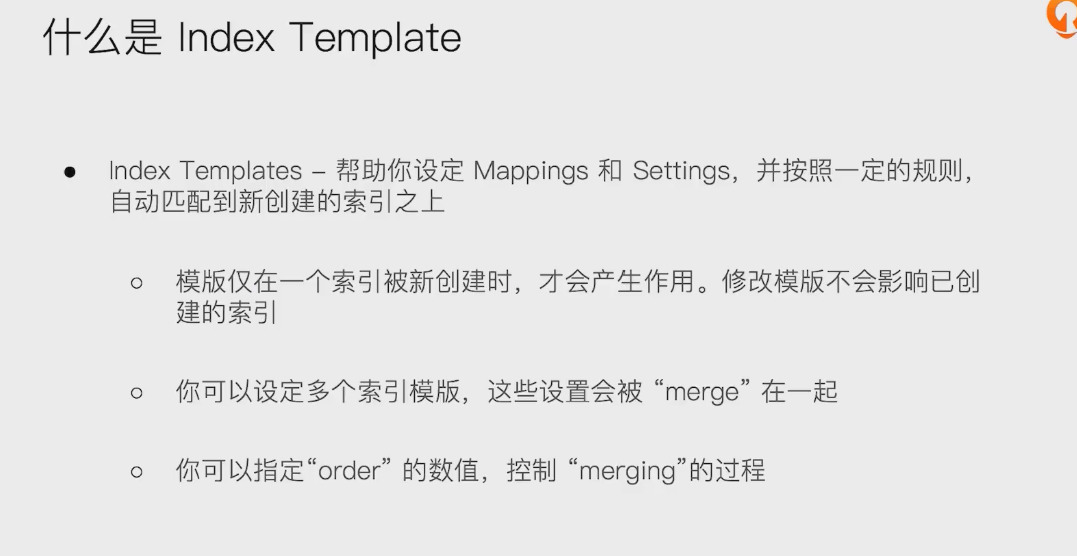 什么是 Index Template
● Index Templates – 帮助你设定 Mappings 和 Settings，并按照一定的规则，
自动匹配到新创建的索引之上
○ 模版仅在一个索引被新创建时，才会产生作用。修改模版不会影响已创
建的索引
○ 你可以设定多个索引模版，这些设置会被 “merge” 在一起
○ 你可以指定“order” 的数值，控制 “merging”的过程